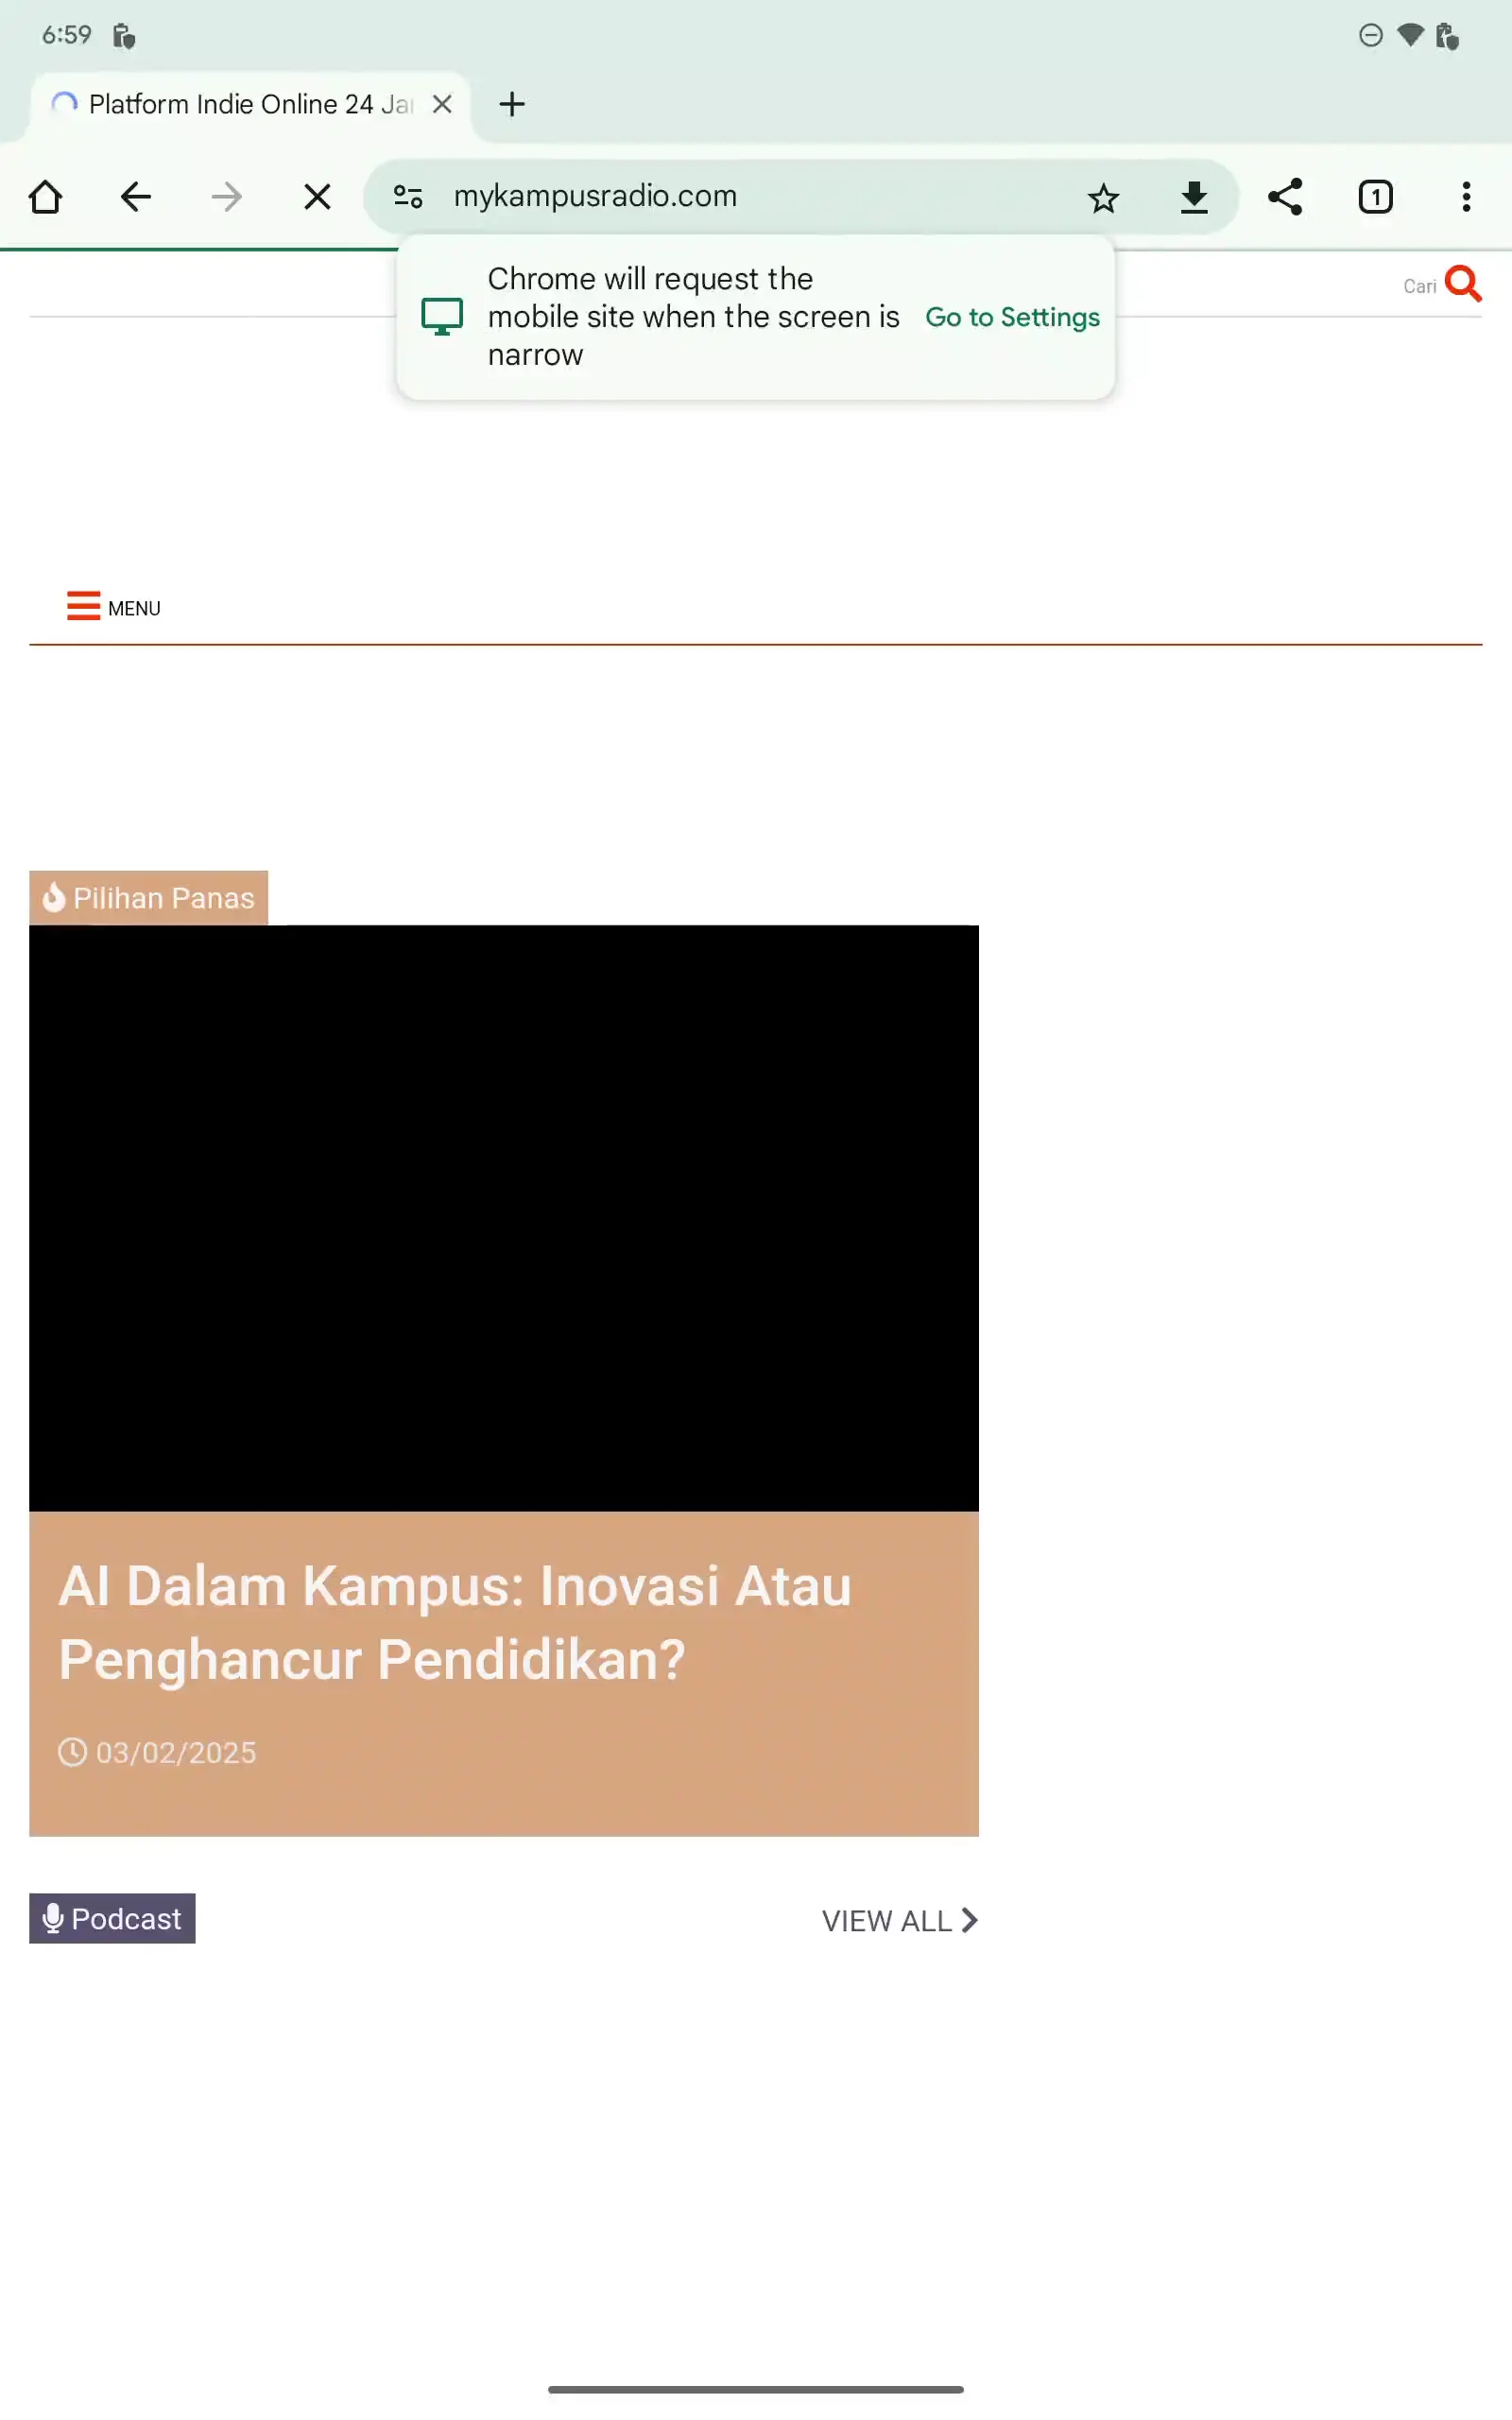 6:59
Platform Indie Online 24
mykampusradio.com
1
Chrome will request the
mobile site when the screen is
narrow
Go to Settings
Cari
MENU
Pilihan Panas
AI Dalam Kampus: Inovasi Atau
Penghancur Pendidikan?
03/02/2025
Podcast
VIEW ALL